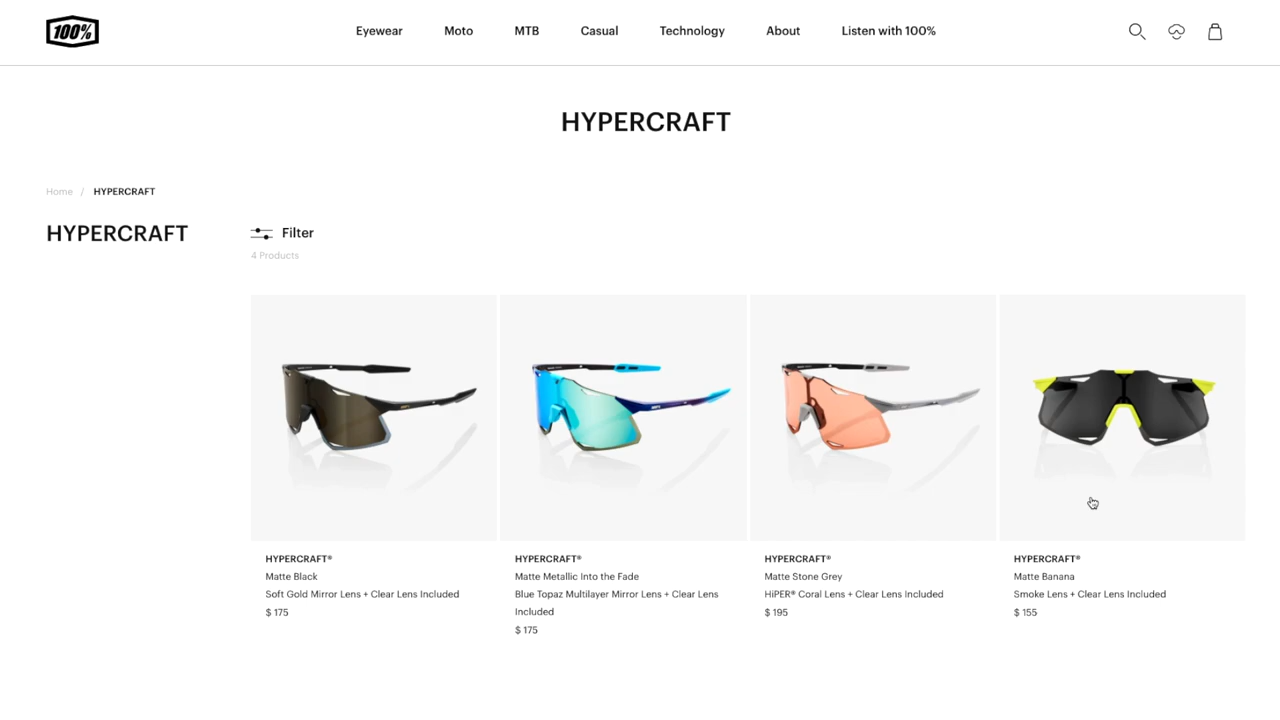 100%
Eyewear
Moto
MTB
Casual
Technology
About
Listen with 100%
HYPERCRAFT
Home / HYPERCRAFT
HYPERCRAFT
Filter
4 Products
HYPERCRAFT®
Matte Black
Soft Gold Mirror Lens + Clear Lens Included
$ 175
HYPERCRAFT®
Matte Metallic Into the Fade
Blue Topaz Multilayer Mirror Lens + Clear Lens
Included
$ 175
HYPERCRAFT®
Matte Stone Grey
HiPER® Coral Lens + Clear Lens Included
$ 195
HYPERCRAFT®
Matte Banana
Smoke Lens + Clear Lens Included
$ 155